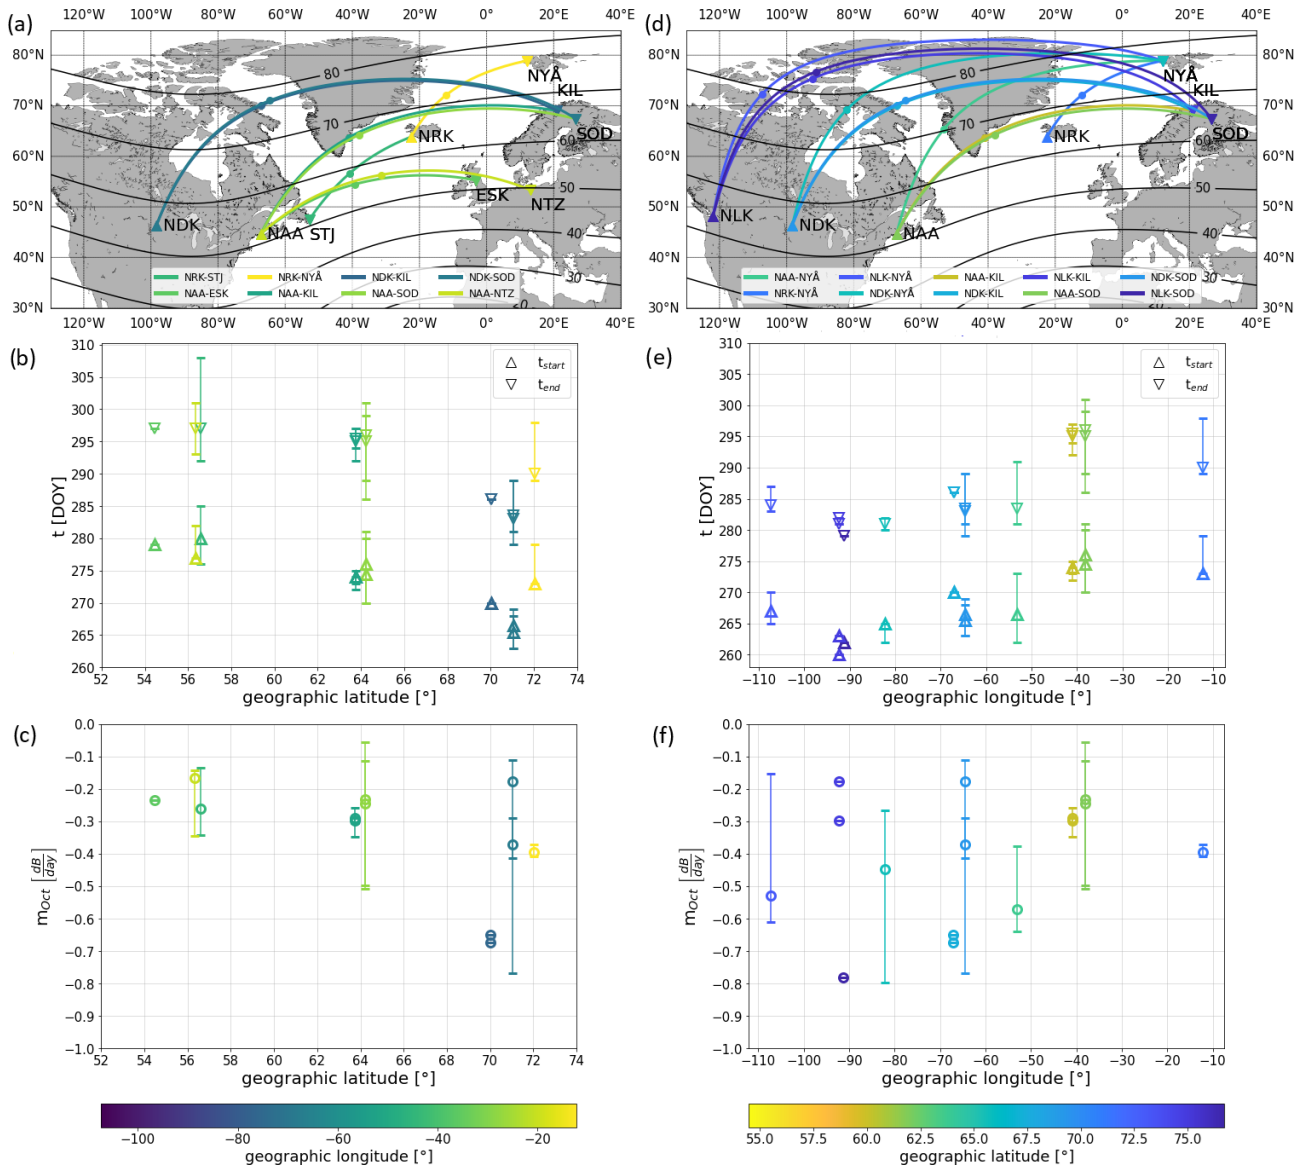 (a)
120°W 100°W 80°W 60°W 40°W 20°W 0° 20°E 40°E
80°N
70°N
60°N
50°N
40°N
30°N
80
70
60
50
40
30
NYÅ
KIL
NRK
SOD
ESK
NTZ
NDK
NAA STJ
NRK-STJ NRK-NYÅ NDK-KIL NDK-SOD
NAA-ESK NAA-KIL NAA-SOD NAA-NTZ
120°W 100°W 80°W 60°W 40°W 20°W 0° 20°E 40°E
(d)
120°W 100°W 80°W 60°W 40°W 20°W 0° 20°E 40°E
80°N 80°N
70°N 70°N
60°N 60°N
50°N 50°N
40°N 40°N
30°N 30°N
80
70
60
50
40
30
NYÅ
KIL
NRK
SOD
NLK
NDK
NAA
NAA-NYÅ NLK-NYÅ NAA-KIL NLK-KIL NDK-SOD
NRK-NYÅ NDK-NYÅ NDK-KIL NAA-SOD NLK-SOD
120°W 100°W 80°W 60°W 40°W 20°W 0° 20°E 40°E
(b)
t [DOY]
310
305
300
295
290
285
280
275
270
265
260
t_start
t_end
52 54 56 58 60 62 64 66 68 70 72 74
geographic latitude [°]
(e)
t [DOY]
310
305
300
295
290
285
280
275
270
265
260
t_start
t_end
−110 −100 −90 −80 −70 −60 −50 −40 −30 −20 −10
geographic longitude [°]
(c)
m_Oct [dB/day]
0.0
−0.1
−0.2
−0.3
−0.4
−0.5
−0.6
−0.7
−0.8
−0.9
−1.0
52 54 56 58 60 62 64 66 68 70 72 74
geographic latitude [°]
(f)
m_Oct [dB/day]
0.0
−0.1
−0.2
−0.3
−0.4
−0.5
−0.6
−0.7
−0.8
−0.9
−1.0
−110 −100 −90 −80 −70 −60 −50 −40 −30 −20 −10
geographic longitude [°]
−100 −80 −60 −40 −20
geographic longitude [°]
55.0 57.5 60.0 62.5 65.0 67.5 70.0 72.5 75.0
geographic latitude [°]